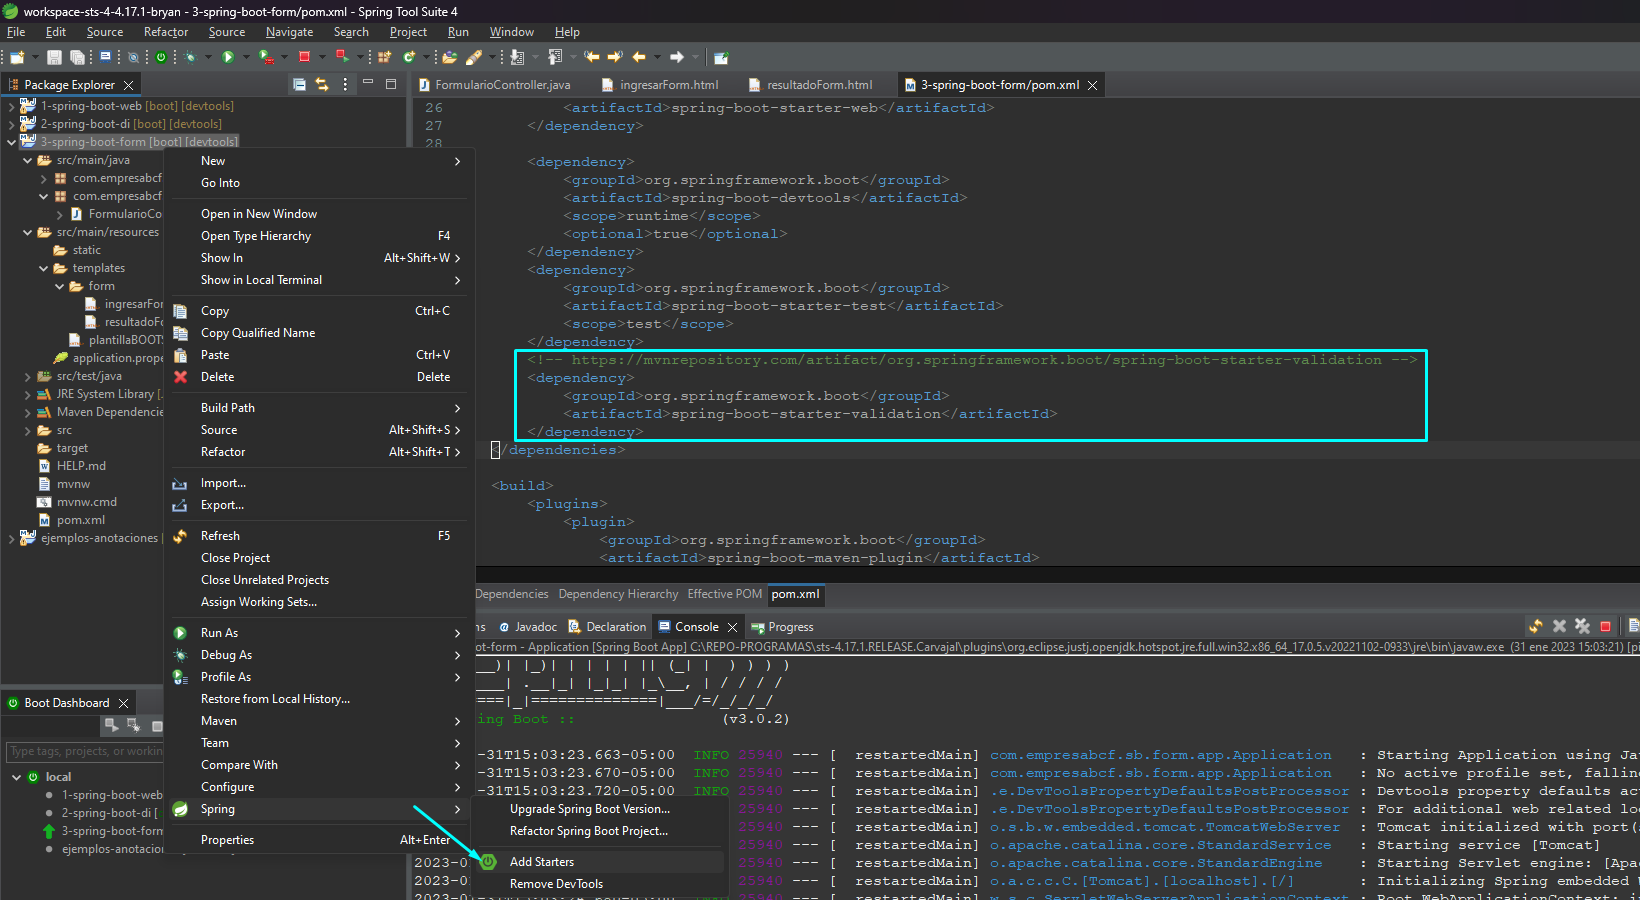 workspace-sts-4-4.17.1-bryan - 3-spring-boot-form/pom.xml - Spring Tool Suite 4
File Edit Source Refactor Source Navigate Search Project Run Window Help
Package Explorer
1-spring-boot-web [boot] [devtools]
2-spring-boot-di [boot] [devtools]
3-spring-boot-form [boot] [devtools]
src/main/java
com.empresabcf
com.empresabcf
FormularioCo
src/main/resources
static
templates
form
ingresarFor
resultadoFo
plantillaBOOTS
application.prope
src/test/java
JRE System Library [
Maven Dependencie
src
target
HELP.md
mvnw
mvnw.cmd
pom.xml
ejemplos-anotaciones
New
Go Into
Open in New Window
Open Type Hierarchy F4
Show In Alt+Shift+W
Show in Local Terminal
Copy Ctrl+C
Copy Qualified Name
Paste Ctrl+V
Delete Delete
Build Path
Source Alt+Shift+S
Refactor Alt+Shift+T
Import...
Export...
Refresh F5
Close Project
Close Unrelated Projects
Assign Working Sets...
Run As
Debug As
Profile As
Restore from Local History...
Maven
Team
Compare With
Configure
Spring
Properties Alt+Enter
Upgrade Spring Boot Version...
Refactor Spring Boot Project...
Add Starters
Remove DevTools
FormularioController.java ingresarForm.html resultadoForm.html 3-spring-boot-form/pom.xml
26 <artifactId>spring-boot-starter-web</artifactId>
27 </dependency>
28
<dependency>
<groupId>org.springframework.boot</groupId>
<artifactId>spring-boot-devtools</artifactId>
<scope>runtime</scope>
<optional>true</optional>
</dependency>
<dependency>
<groupId>org.springframework.boot</groupId>
<artifactId>spring-boot-starter-test</artifactId>
<scope>test</scope>
</dependency>
<!-- https://mvnrepository.com/artifact/org.springframework.boot/spring-boot-starter-validation -->
<dependency>
<groupId>org.springframework.boot</groupId>
<artifactId>spring-boot-starter-validation</artifactId>
</dependency>
</dependencies>
<build>
<plugins>
<plugin>
<groupId>org.springframework.boot</groupId>
<artifactId>spring-boot-maven-plugin</artifactId>
Dependencies Dependency Hierarchy Effective POM pom.xml
ns Javadoc Declaration Console Progress
oot-form - Application [Spring Boot App] C:\REPO-PROGRAMAS\sts-4.17.1.RELEASE.Carvajal\plugins\org.eclipse.justj.openjdk.hotspot.jre.full.win32.x86_64_17.0.5.v20221102-0933\jre\bin\javaw.exe (31 ene 2023 15:03:21) [pi
ing Boot :: (v3.0.2)
-31T15:03:23.663-05:00 INFO 25940 --- [ restartedMain] com.empresabcf.sb.form.app.Application : Starting Application using Ja
-31T15:03:23.670-05:00 INFO 25940 --- [ restartedMain] com.empresabcf.sb.form.app.Application : No active profile set, fallin
-31T15:03:23.720-05:00 INFO 25940 --- [ restartedMain] .e.DevToolsPropertyDefaultsPostProcessor : Devtools property defaults ac
25940 --- [ restartedMain] .e.DevToolsPropertyDefaultsPostProcessor : For additional web related lo
25940 --- [ restartedMain] o.s.b.w.embedded.tomcat.TomcatWebServer : Tomcat initialized with port(
25940 --- [ restartedMain] o.apache.catalina.core.StandardService : Starting service [Tomcat]
2023-0 25940 --- [ restartedMain] o.apache.catalina.core.StandardEngine : Starting Servlet engine: [Apa
2023-0 25940 --- [ restartedMain] o.a.c.c.C.[Tomcat].[localhost].[/] : Initializing Spring embedded
25940 --- [ restartedMain] w.s.c.ServletWebServerApplicationContext : Root WebApplicationContext: i
Boot Dashboard
Type tags, projects, or workin
local
1-spring-boot-web
2-spring-boot-di [
3-spring-boot-form
ejemplos-anotacio